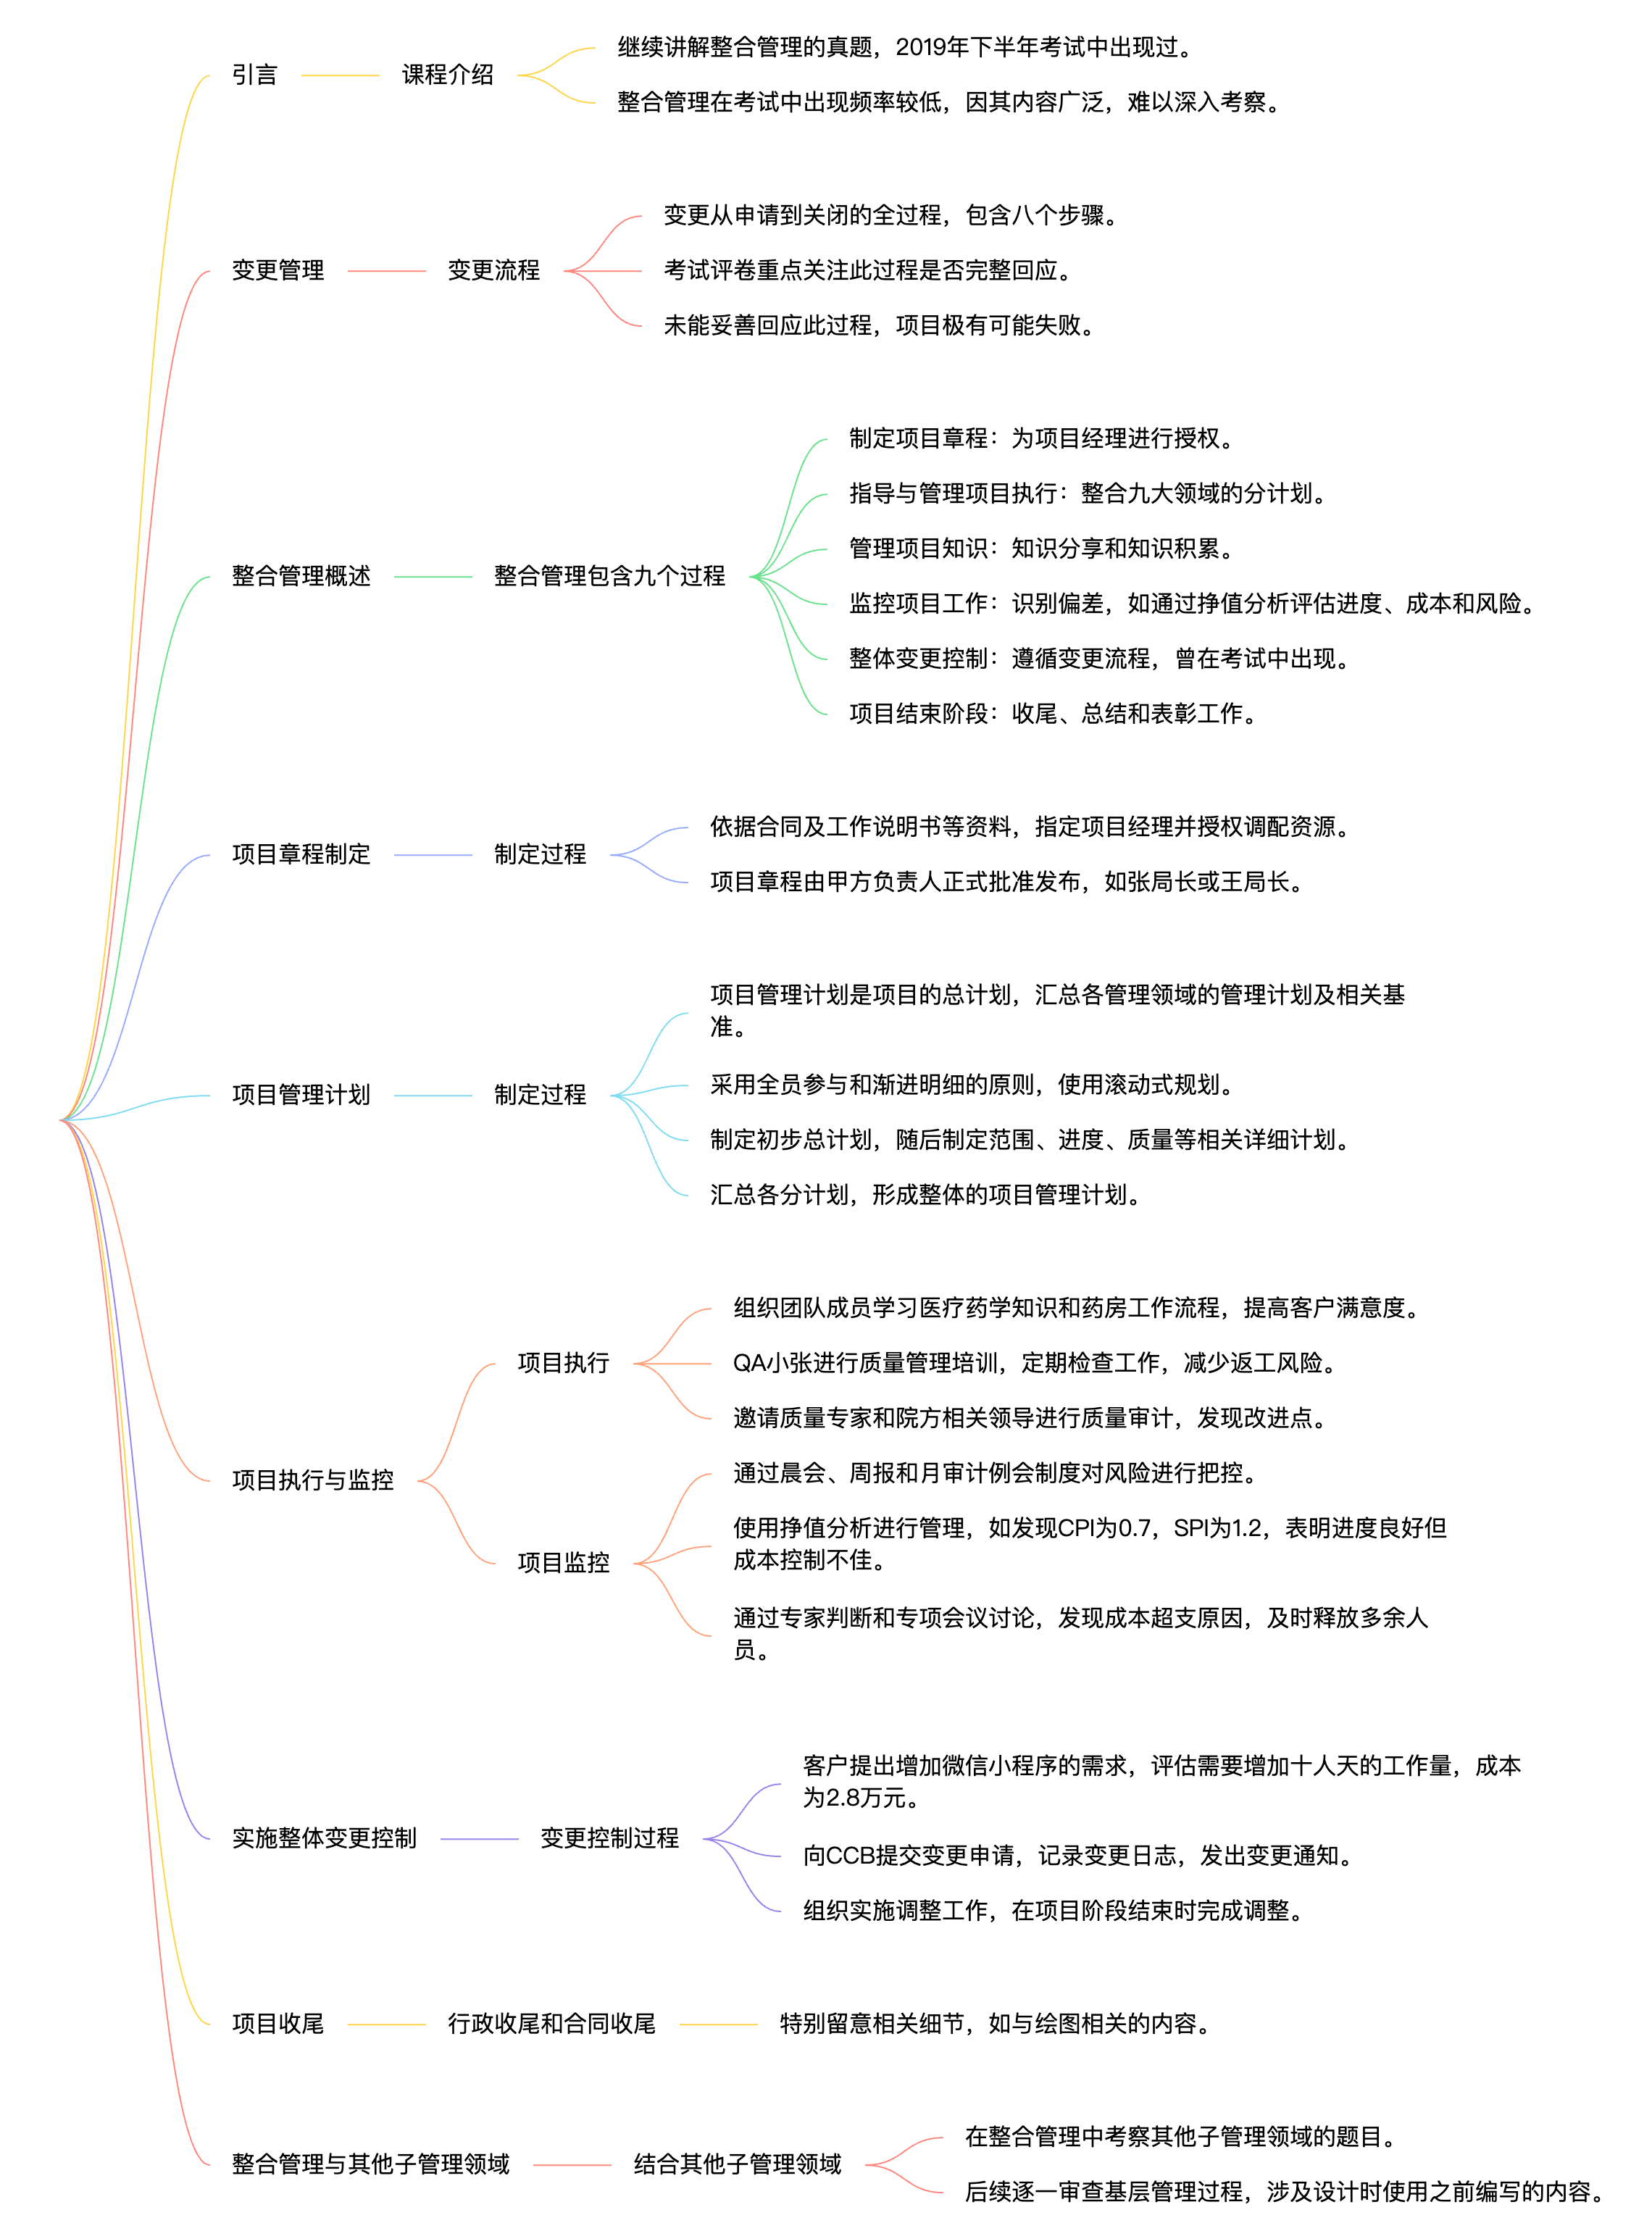 引言
课程介绍
继续讲解整合管理的真题，2019年下半年考试中出现过。
整合管理在考试中出现频率较低，因其内容广泛，难以深入考察。
变更管理
变更流程
变更从申请到关闭的全过程，包含八个步骤。
考试评卷重点关注此过程是否完整回应。
未能妥善回应此过程，项目极有可能失败。
整合管理概述
整合管理包含九个过程
制定项目章程：为项目经理进行授权。
指导与管理项目执行：整合九大领域的分计划。
管理项目知识：知识分享和知识积累。
监控项目工作：识别偏差，如通过挣值分析评估进度、成本和风险。
整体变更控制：遵循变更流程，曾在考试中出现。
项目结束阶段：收尾、总结和表彰工作。
项目章程制定
制定过程
依据合同及工作说明书等资料，指定项目经理并授权调配资源。
项目章程由甲方负责人正式批准发布，如张局长或王局长。
项目管理计划
制定过程
项目管理计划是项目的总计划，汇总各管理领域的管理计划及相关基
准。
采用全员参与和渐进明细的原则，使用滚动式规划。
制定初步总计划，随后制定范围、进度、质量等相关详细计划。
汇总各分计划，形成整体的项目管理计划。
项目执行与监控
项目执行
组织团队成员学习医疗药学知识和药房工作流程，提高客户满意度。
QA小张进行质量管理培训，定期检查工作，减少返工风险。
邀请质量专家和院方相关领导进行质量审计，发现改进点。
项目监控
通过晨会、周报和月审计例会制度对风险进行把控。
使用挣值分析进行管理，如发现CPI为0.7，SPI为1.2，表明进度良好但
成本控制不佳。
通过专家判断和专项会议讨论，发现成本超支原因，及时释放多余人
员。
实施整体变更控制
变更控制过程
客户提出增加微信小程序的需求，评估需要增加十人天的工作量，成本
为2.8万元。
向CCB提交变更申请，记录变更日志，发出变更通知。
组织实施调整工作，在项目阶段结束时完成调整。
项目收尾
行政收尾和合同收尾
特别留意相关细节，如与绘图相关的内容。
整合管理与其他子管理领域
结合其他子管理领域
在整合管理中考察其他子管理领域的题目。
后续逐一审查基层管理过程，涉及设计时使用之前编写的内容。